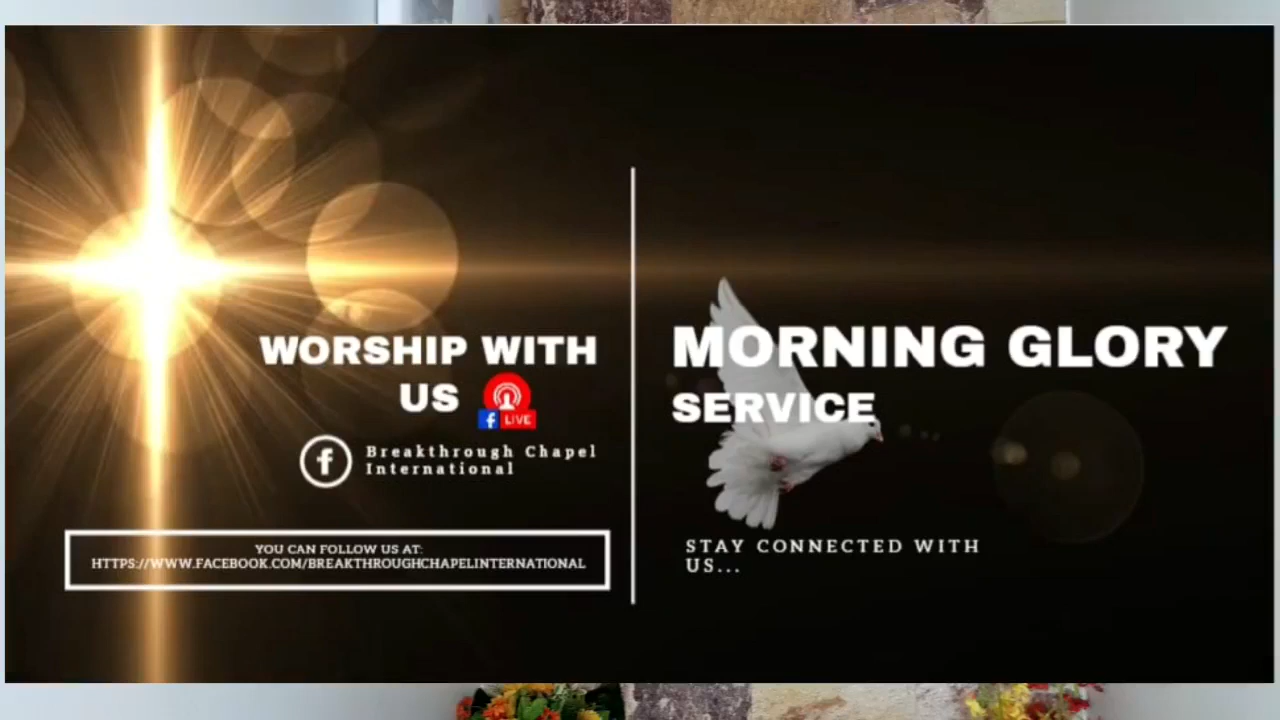 WORSHIP WITH
US
f LIVE
f
Breakthrough Chapel
International
YOU CAN FOLLOW US AT:
HTTPS://WWW.FACEBOOK.COM/BREAKTHROUGHCHAPELINTERNATIONAL
MORNING GLORY
SERVICE
STAY CONNECTED WITH
US...